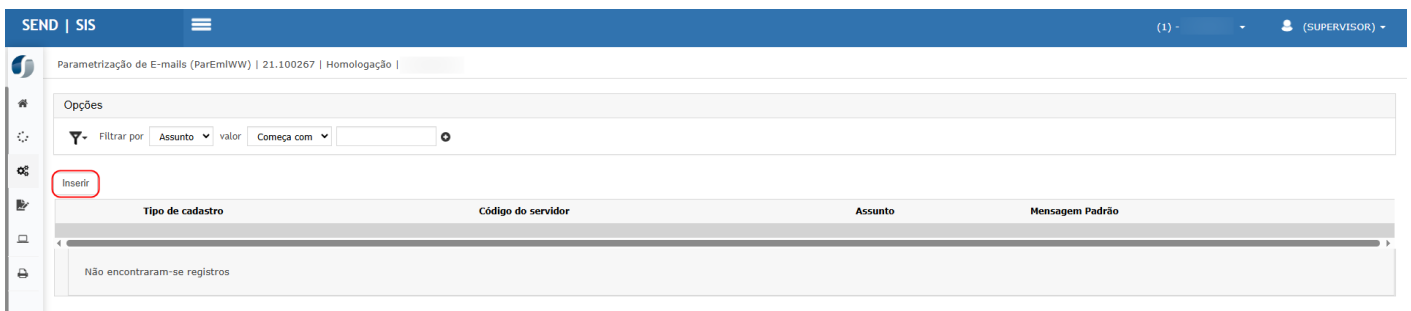 SEND | SIS
(1) -
(SUPERVISOR)
Parametrização de E-mails (ParEmlWW) | 21.100267 | Homologação |
Opções
Filtrar por Assunto valor Começa com
Inserir
Tipo de cadastro Código do servidor Assunto Mensagem Padrão
Não encontraram-se registros